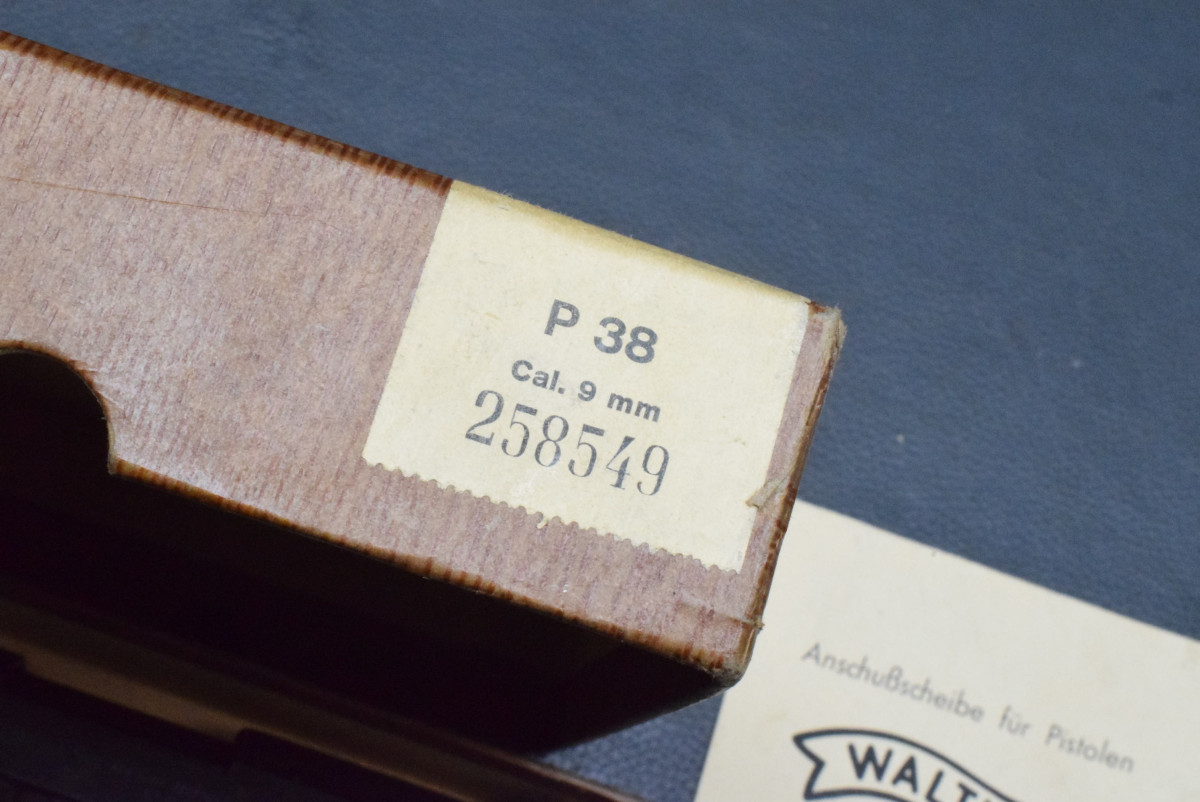 P 38
Cal. 9 mm
258549
Anschußscheibe für Pistolen